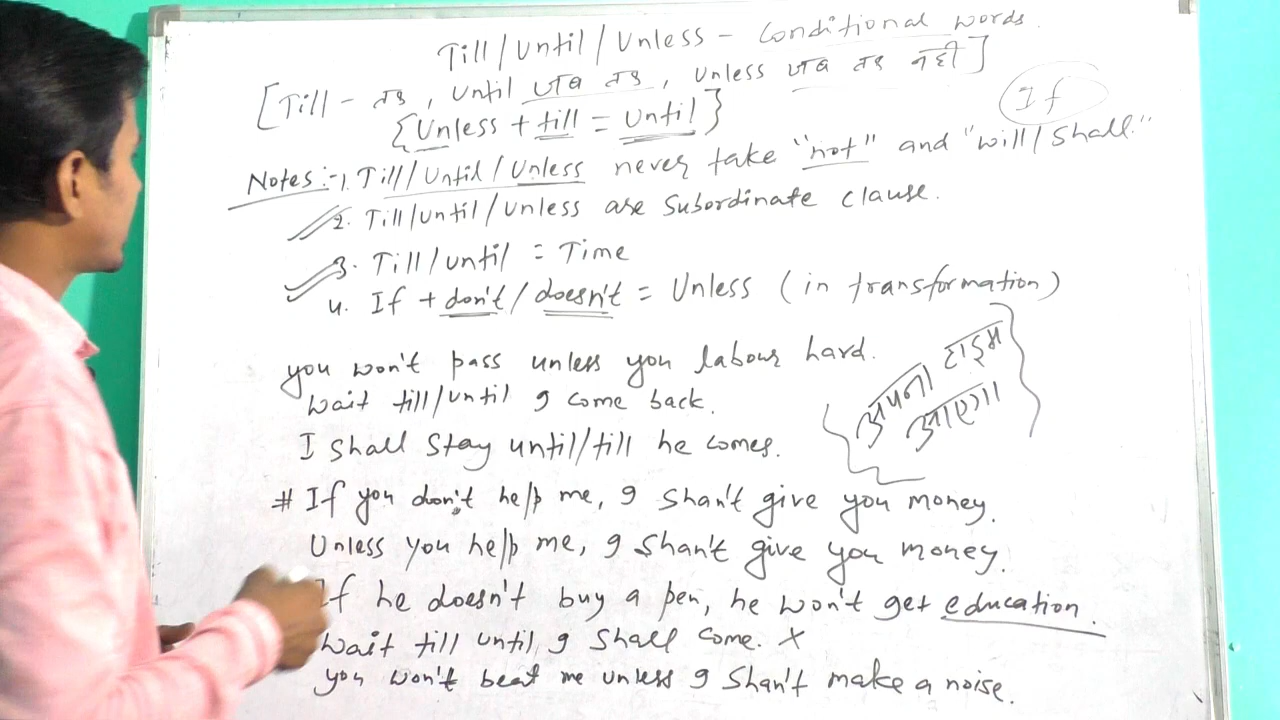 Till/Until/Unless - Conditional words.
[Till - तक, until जब तक, unless जब तक नही]
{Unless + till = Until}
If
Notes:- 1. Till/Until/Unless never take "not" and "will/shall."
2. Till/until/unless are subordinate clause.
3. Till/until = Time
4. If + don't/doesn't = Unless (in transformation)
you won't pass unless you labour hard.
Wait till/until I come back.
I shall stay until/till he comes.
अपना टाइम
आएगा
# If you don't help me, I shan't give you money.
Unless you help me, I shan't give you money.
If he doesn't buy a pen, he won't get education.
Wait till until, I shall come. X
you won't beat me unless I shan't make a noise.